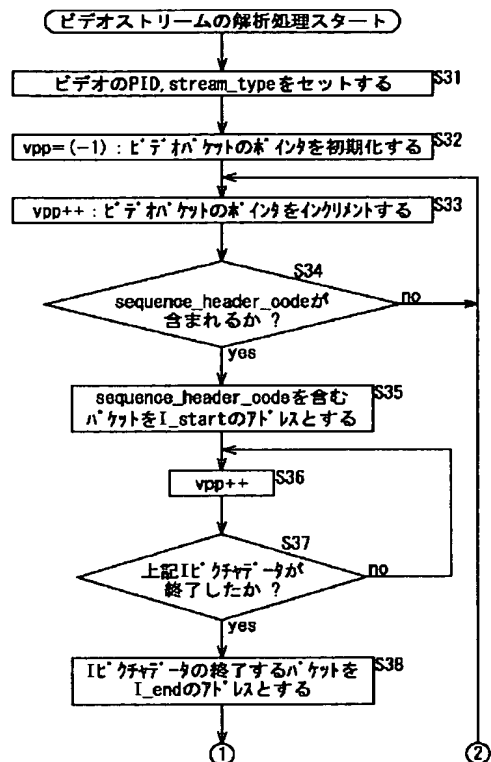 ビデオストリームの解析処理スタート
ビデオのPID, stream_typeをセットする
S31
vpp=(-1) : ビデオパケットのポインタを初期化する
S32
vpp++ : ビデオパケットのポインタをインクリメントする
S33
S34
sequence_header_codeが
含まれるか ?
no
yes
sequence_header_codeを含む
パケットをI_startのアドレスとする
S35
vpp++
S36
S37
上記Iピクチャデータが
終了したか ?
no
yes
Iピクチャデータの終了するパケットを
I_endのアドレスとする
S38
①
②